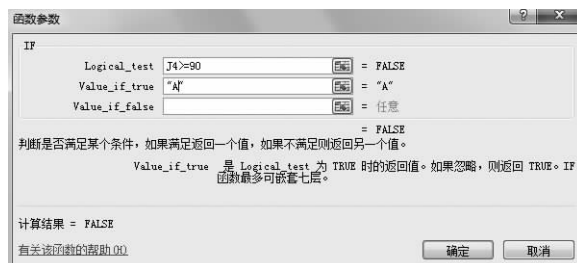 函数参数
IF
Logical_test J4>=90 = FALSE
Value_if_true "A" = "A"
Value_if_false = 任意
= FALSE
判断是否满足某个条件，如果满足返回一个值，如果不满足则返回另一个值。
Value_if_true 是 Logical_test 为 TRUE 时的返回值。如果忽略，则返回 TRUE。IF
函数最多可嵌套七层。
计算结果 = FALSE
有关该函数的帮助(H)
确定 取消